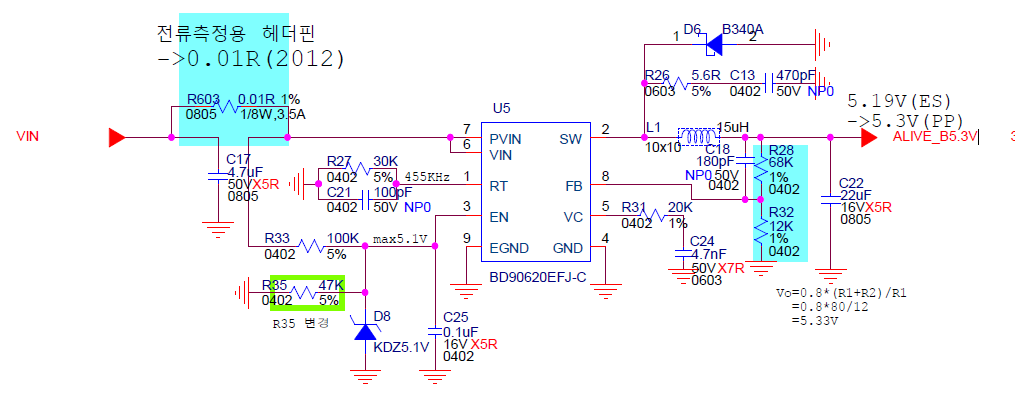 전류측정용 헤더핀
->0.01R(2012)
R603 0.01R 1%
0805 1/8W,3.5A
VIN
C17
4.7uF
50V X5R
0805
R27 30K
0402 5%
455KHz
C21 100pF
0402 50V NP0
R33 100K
0402 5%
max5.1V
R35 47K
0402 5%
R35 변경
D8
KDZ5.1V
C25
0.1uF
16V X5R
0402
U5
7 PVIN SW 2
6 VIN
1 RT FB 8
3 EN VC 5
9 EGND GND 4
BD90620EFJ-C
D6 B340A
1 2
R26 5.6R C13 470pF
0603 5% 0402 50V NP0
L1 15uH
10x10
C18
180pF
NP0 50V
0402
R28
68K
1%
0402
R32
12K
1%
0402
R31 20K
0402 1%
C24
4.7nF
50V X7R
0603
5.19V(ES)
->5.3V(PP)
ALIVE_B5.3V
3
C22
22uF
16V X5R
0805
Vo=0.8*(R1+R2)/R1
=0.8*80/12
=5.33V